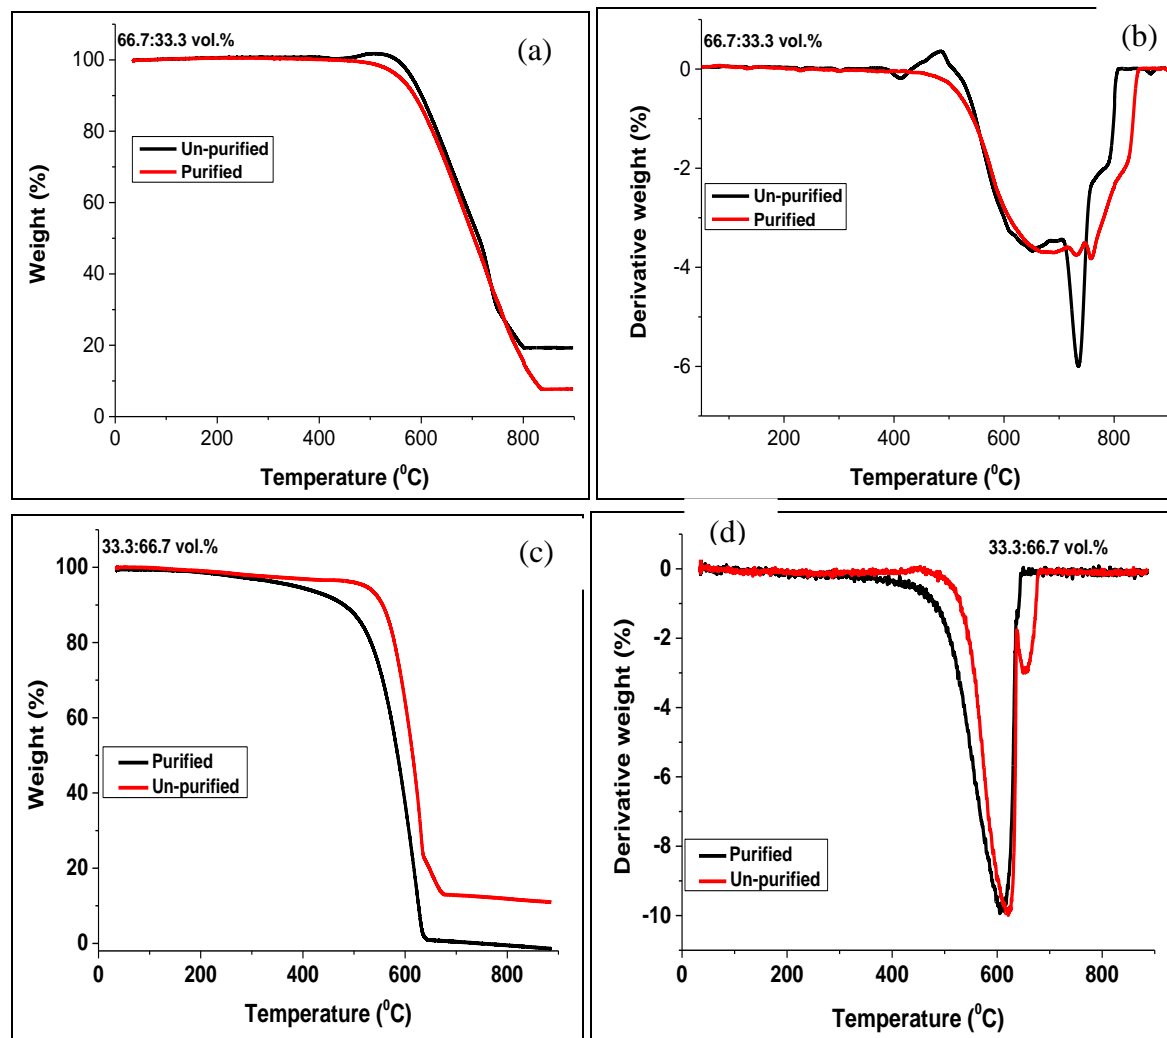 66.7:33.3 vol.%
(a)
100
80
60
40
20
0
Weight (%)
Un-purified
Purified
0 200 400 600 800
Temperature (⁰C)
66.7:33.3 vol.%
(b)
0
-2
-4
-6
Derivative weight (%)
Un-purified
Purified
200 400 600 800
Temperature (⁰C)
33.3:66.7 vol.%
(c)
100
80
60
40
20
0
Weight (%)
Purified
Un-purified
0 200 400 600 800
Temperature (⁰C)
(d)
33.3:66.7 vol.%
0
-2
-4
-6
-8
-10
Derivative weight (%)
Purified
Un-purified
0 200 400 600 800
Temperature (⁰C)